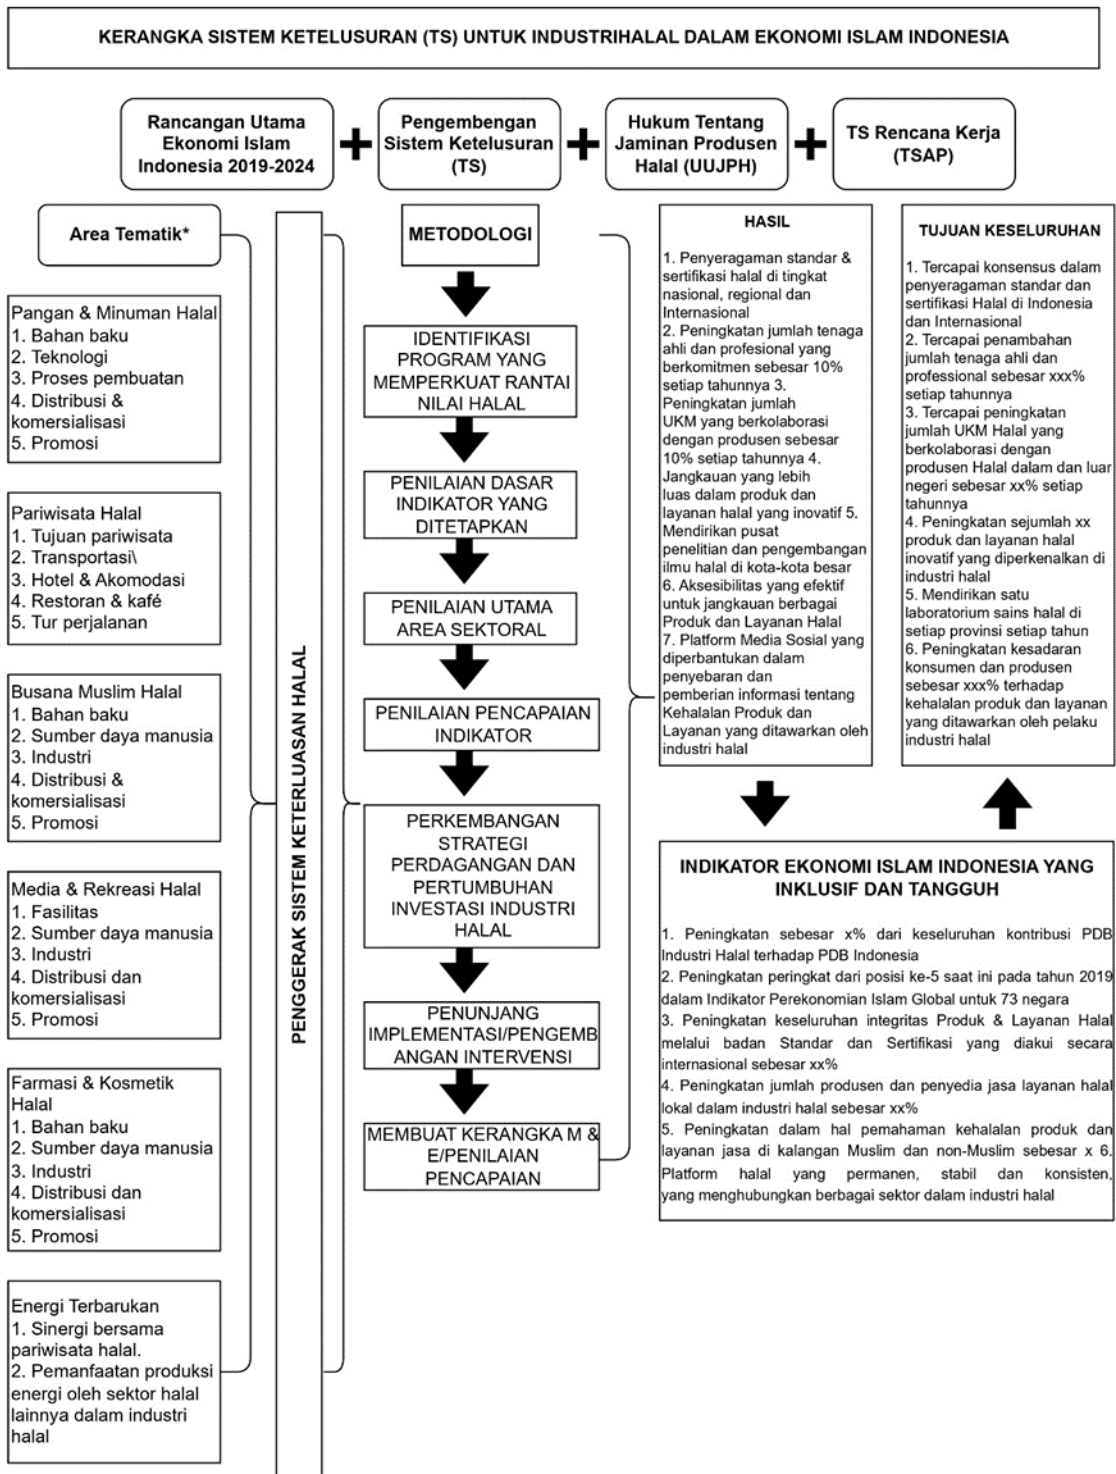 KERANGKA SISTEM KETELUSURAN (TS) UNTUK INDUSTRIHALAL DALAM EKONOMI ISLAM INDONESIA
Rancangan Utama
Ekonomi Islam
Indonesia 2019-2024
Pengembengan
Sistem Ketelusuran
(TS)
Hukum Tentang
Jaminan Produsen
Halal (UUJPH)
TS Rencana Kerja
(TSAP)
Area Tematik*
Pangan & Minuman Halal
1. Bahan baku
2. Teknologi
3. Proses pembuatan
4. Distribusi &
komersialisasi
5. Promosi
Pariwisata Halal
1. Tujuan pariwisata
2. Transportasi\
3. Hotel & Akomodasi
4. Restoran & kafé
5. Tur perjalanan
Busana Muslim Halal
1. Bahan baku
2. Sumber daya manusia
3. Industri
4. Distribusi &
komersialisasi
5. Promosi
Media & Rekreasi Halal
1. Fasilitas
2. Sumber daya manusia
3. Industri
4. Distribusi dan
komersialisasi
5. Promosi
Farmasi & Kosmetik
Halal
1. Bahan baku
2. Sumber daya manusia
3. Industri
4. Distribusi dan
komersialisasi
5. Promosi
Energi Terbarukan
1. Sinergi bersama
pariwisata halal.
2. Pemanfaatan produksi
energi oleh sektor halal
lainnya dalam industri
halal
PENGGERAK SISTEM KETERLUASAN HALAL
METODOLOGI
IDENTIFIKASI
PROGRAM YANG
MEMPERKUAT RANTAI
NILAI HALAL
PENILAIAN DASAR
INDIKATOR YANG
DITETAPKAN
PENILAIAN UTAMA
AREA SEKTORAL
PENILAIAN PENCAPAIAN
INDIKATOR
PERKEMBANGAN
STRATEGI
PERDAGANGAN DAN
PERTUMBUHAN
INVESTASI INDUSTRI
HALAL
PENUNJANG
IMPLEMENTASI/PENGEMB
ANGAN INTERVENSI
MEMBUAT KERANGKA M &
E/PENILAIAN
PENCAPAIAN
HASIL
1. Penyeragaman standar &
sertifikasi halal di tingkat
nasional, regional dan
Internasional
2. Peningkatan jumlah tenaga
ahli dan profesional yang
berkomitmen sebesar 10%
setiap tahunnya 3.
Peningkatan jumlah
UKM yang berkolaborasi
dengan produsen sebesar
10% setiap tahunnya 4.
Jangkauan yang lebih
luas dalam produk dan
layanan halal yang inovatif 5.
Mendirikan pusat
penelitian dan pengembangan
ilmu halal di kota-kota besar
6. Aksesibilitas yang efektif
untuk jangkauan berbagai
Produk dan Layanan Halal
7. Platform Media Sosial yang
diperbantukan dalam
penyebaran dan
pemberian informasi tentang
Kehalalan Produk dan
Layanan yang ditawarkan oleh
industri halal
TUJUAN KESELURUHAN
1. Tercapai konsensus dalam
penyeragaman standar dan
sertifikasi Halal di Indonesia
dan Internasional
2. Tercapai penambahan
jumlah tenaga ahli dan
professional sebesar xxx%
setiap tahunnya
3. Tercapai peningkatan
jumlah UKM Halal yang
berkolaborasi dengan
produsen Halal dalam dan luar
negeri sebesar xx% setiap
tahunnya
4. Peningkatan sejumlah xx
produk dan layanan halal
inovatif yang diperkenalkan di
industri halal
5. Mendirikan satu
laboratorium sains halal di
setiap provinsi setiap tahun
6. Peningkatan kesadaran
konsumen dan produsen
sebesar xxx% terhadap
kehalalan produk dan layanan
yang ditawarkan oleh pelaku
industri halal
INDIKATOR EKONOMI ISLAM INDONESIA YANG
INKLUSIF DAN TANGGUH
1. Peningkatan sebesar x% dari keseluruhan kontribusi PDB
Industri Halal terhadap PDB Indonesia
2. Peningkatan peringkat dari posisi ke-5 saat ini pada tahun 2019
dalam Indikator Perekonomian Islam Global untuk 73 negara
3. Peningkatan keseluruhan integritas Produk & Layanan Halal
melalui badan Standar dan Sertifikasi yang diakui secara
internasional sebesar xx%
4. Peningkatan jumlah produsen dan penyedia jasa layanan halal
lokal dalam industri halal sebesar xx%
5. Peningkatan dalam hal pemahaman kehalalan produk dan
layanan jasa di kalangan Muslim dan non-Muslim sebesar x 6.
Platform halal yang permanen, stabil dan konsisten,
yang menghubungkan berbagai sektor dalam industri halal